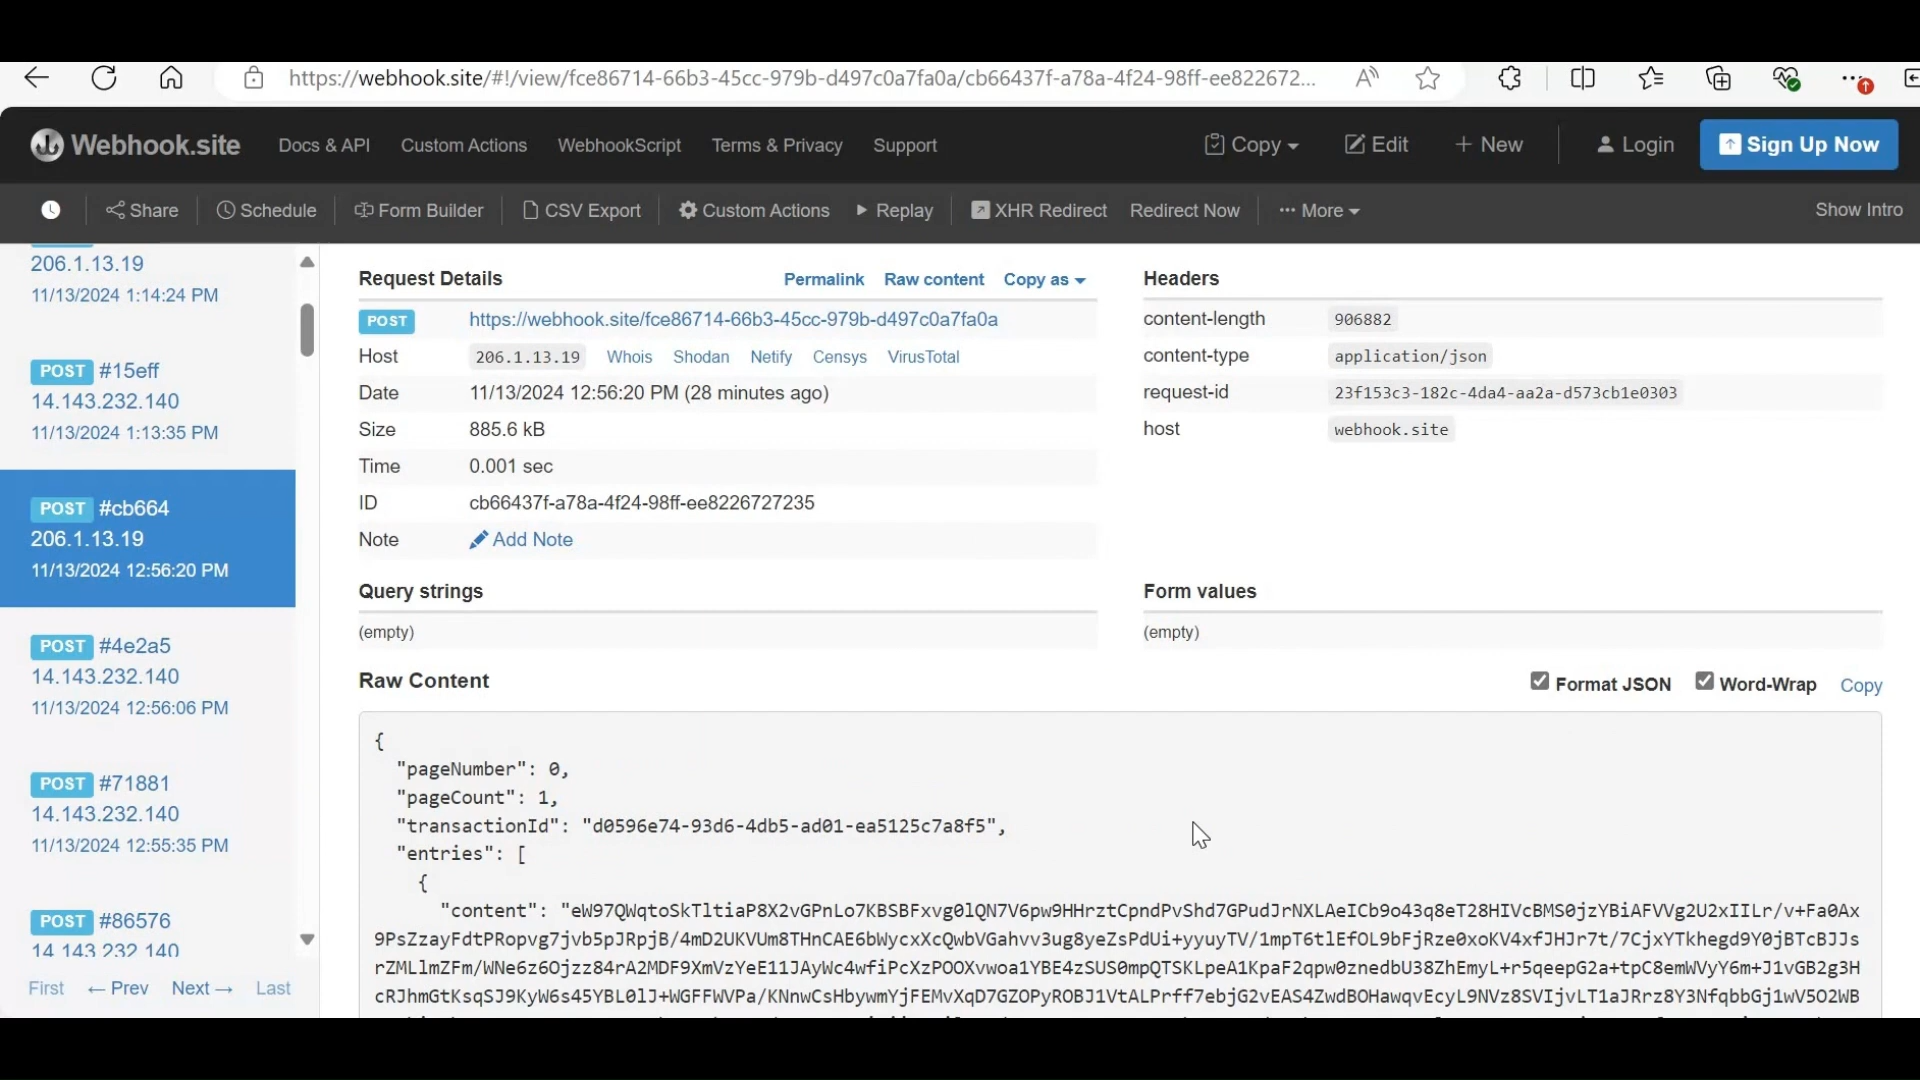 https://webhook.site/#!/view/fce86714-66b3-45cc-979b-d497c0a7fa0a/cb66437f-a78a-4f24-98ff-ee822672...
Webhook.site
Docs & API
Custom Actions
WebhookScript
Terms & Privacy
Support
Copy
Edit
+ New
Login
Sign Up Now
Share
Schedule
Form Builder
CSV Export
Custom Actions
Replay
XHR Redirect
Redirect Now
··· More
Show Intro
206.1.13.19
11/13/2024 1:14:24 PM
POST #15eff
14.143.232.140
11/13/2024 1:13:35 PM
POST #cb664
206.1.13.19
11/13/2024 12:56:20 PM
POST #4e2a5
14.143.232.140
11/13/2024 12:56:06 PM
POST #71881
14.143.232.140
11/13/2024 12:55:35 PM
POST #86576
14.143.232.140
First ← Prev Next → Last
Request Details
Permalink
Raw content
Copy as
POST https://webhook.site/fce86714-66b3-45cc-979b-d497c0a7fa0a
Host 206.1.13.19 Whois Shodan Netify Censys VirusTotal
Date 11/13/2024 12:56:20 PM (28 minutes ago)
Size 885.6 kB
Time 0.001 sec
ID cb66437f-a78a-4f24-98ff-ee8226727235
Note Add Note
Headers
content-length 906882
content-type application/json
request-id 23f153c3-182c-4da4-aa2a-d573cb1e0303
host webhook.site
Query strings
(empty)
Form values
(empty)
Raw Content
Format JSON
Word-Wrap
Copy
{
"pageNumber": 0,
"pageCount": 1,
"transactionId": "d0596e74-93d6-4db5-ad01-ea5125c7a8f5",
"entries": [
{
"content": "eW97QWqtoSkTltiaP8X2vGPnLo7KBSBFxvg0lQN7V6pw9HHrztCpndPvShd7GPudJrNXLAeICb9o43q8eT28HIVcBMS0jzYBiAFVVg2U2xIILr/v+Fa0Ax
9PsZzayFdtPRopvg7jvb5pJRpjB/4mD2UKVUm8THnCAE6bWycxXcQwbVGahvv3ug8yeZsPdUi+yyuyTV/1mpT6tlEfOL9bFjRze0xoKV4xfJHJr7t/7CjxYTkhegd9Y0jBTcBJJs
rZMLlmZFm/WNe6z6Ojzz84rA2MDF9XmVzYeE11JAyWc4wfiPcXzPOOXvwoa1YBE4zSUS0mpQTSKLpeA1KpaF2qpw0znedbU38ZhEmyL+r5qeepG2a+tpC8emWVyY6m+J1vGB2g3H
cRJhmGtKsqSJ9KyW6s45YBL0lJ+WGFFWVPa/KNnwCsHbywmYjFEMvXqD7GZOPyROBJ1VtALPrff7ebjG2vEAS4ZwdBOHawqvEcyL9NVz8SVIjvLT1aJRrz8Y3NfqbbGj1wV5O2WB